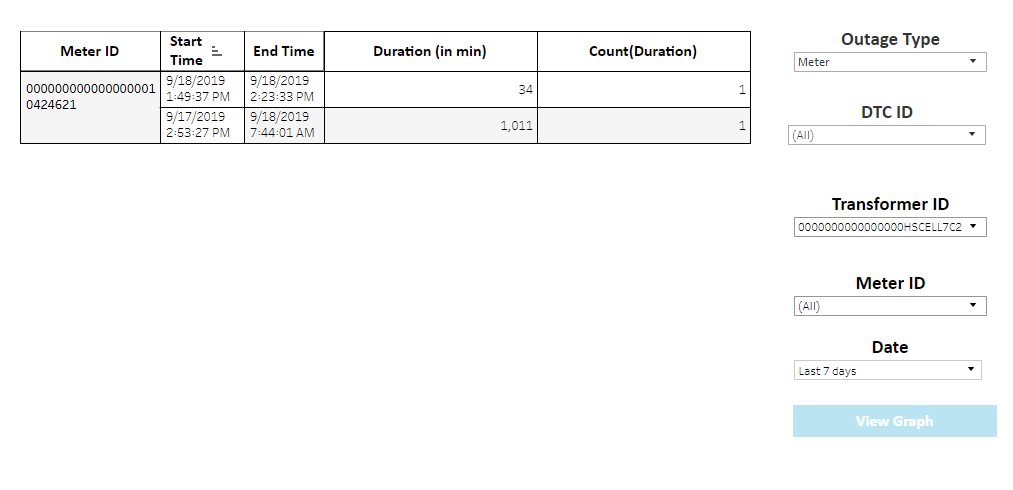 Meter ID
Start
Time
End Time
Duration (in min)
Count(Duration)
0000000000000000001
0424621
9/18/2019
1:49:37 PM
9/18/2019
2:23:33 PM
34
1
9/17/2019
2:53:27 PM
9/18/2019
7:44:01 AM
1,011
1
Outage Type
Meter
DTC ID
(All)
Transformer ID
0000000000000000HSCELL7C2
Meter ID
(All)
Date
Last 7 days
View Graph